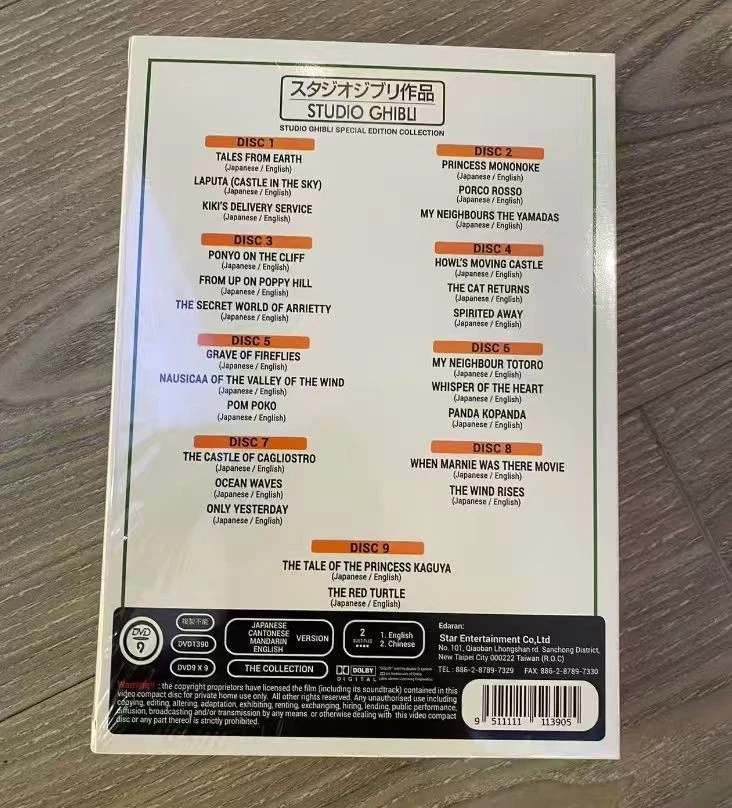 スタジオジブリ作品
STUDIO GHIBLI
STUDIO GHIBLI SPECIAL EDITION COLLECTION
DISC 1
TALES FROM EARTH
(Japanese / English)
LAPUTA (CASTLE IN THE SKY)
(Japanese / English)
KIKI'S DELIVERY SERVICE
(Japanese / English)
DISC 2
PRINCESS MONONOKE
(Japanese / English)
PORCO ROSSO
(Japanese / English)
MY NEIGHBOURS THE YAMADAS
(Japanese / English)
DISC 3
PONYO ON THE CLIFF
(Japanese / English)
FROM UP ON POPPY HILL
(Japanese / English)
THE SECRET WORLD OF ARRIETTY
(Japanese / English)
DISC 4
HOWL'S MOVING CASTLE
(Japanese / English)
THE CAT RETURNS
(Japanese / English)
SPIRITED AWAY
(Japanese / English)
DISC 5
GRAVE OF FIREFLIES
(Japanese / English)
NAUSICAA OF THE VALLEY OF THE WIND
(Japanese / English)
POM POKO
(Japanese / English)
DISC 6
MY NEIGHBOUR TOTORO
(Japanese / English)
WHISPER OF THE HEART
(Japanese / English)
PANDA KOPANDA
(Japanese / English)
DISC 7
THE CASTLE OF CAGLIOSTRO
(Japanese / English)
OCEAN WAVES
(Japanese / English)
ONLY YESTERDAY
(Japanese / English)
DISC 8
WHEN MARNIE WAS THERE MOVIE
(Japanese / English)
THE WIND RISES
(Japanese / English)
DISC 9
THE TALE OF THE PRINCESS KAGUYA
(Japanese / English)
THE RED TURTLE
(Japanese / English)
DVD
9
複製不能
DVD1390
DVD9 X 9
JAPANESE
CANTONESE
MANDARIN
ENGLISH
VERSION
THE COLLECTION
2
SUBTITLES
1. English
2. Chinese
DOLBY
DIGITAL
Edaran:
Star Entertainment Co,Ltd
No. 101, Qiaoban Lhongshan rd, Sanchong District,
New Taipei City 000222 Taiwan (R.O.C)
TEL : 886-2-8789-7329 FAX: 886-2-8789-7330
Warning!! : the copyright proprietors have licensed the film (including its soundtrack) contained in this
video compact disc for private home use only. All other rights reserved. Any unauthorised use including
copying, editing, altering, adaptation, exhibiting, renting, exchanging, hiring, lending, public performance,
diffusion, broadcasting and/or transmission by any means or otherwise dealing with this video compact
disc or any part thereof is strictly prohibited.
9 511111 113905